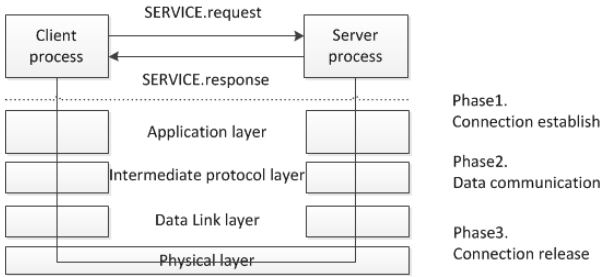 SERVICE.request
Client
process
Server
process
SERVICE.response
Phase1.
Connection establish
Application layer
Phase2.
Data communication
Intermediate protocol layer
Data Link layer
Phase3.
Connection release
Physical layer